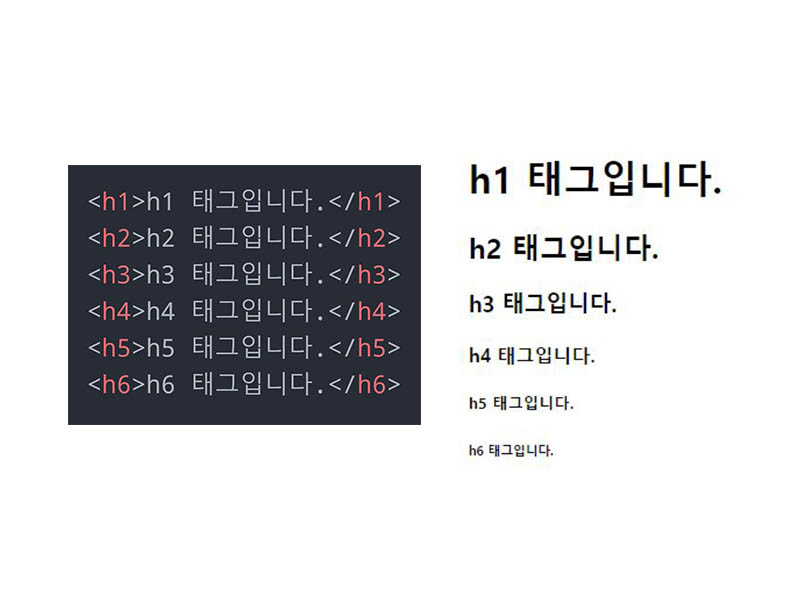 <h1>h1 태그입니다.</h1>
<h2>h2 태그입니다.</h2>
<h3>h3 태그입니다.</h3>
<h4>h4 태그입니다.</h4>
<h5>h5 태그입니다.</h5>
<h6>h6 태그입니다.</h6>
h1 태그입니다.
h2 태그입니다.
h3 태그입니다.
h4 태그입니다.
h5 태그입니다.
h6 태그입니다.